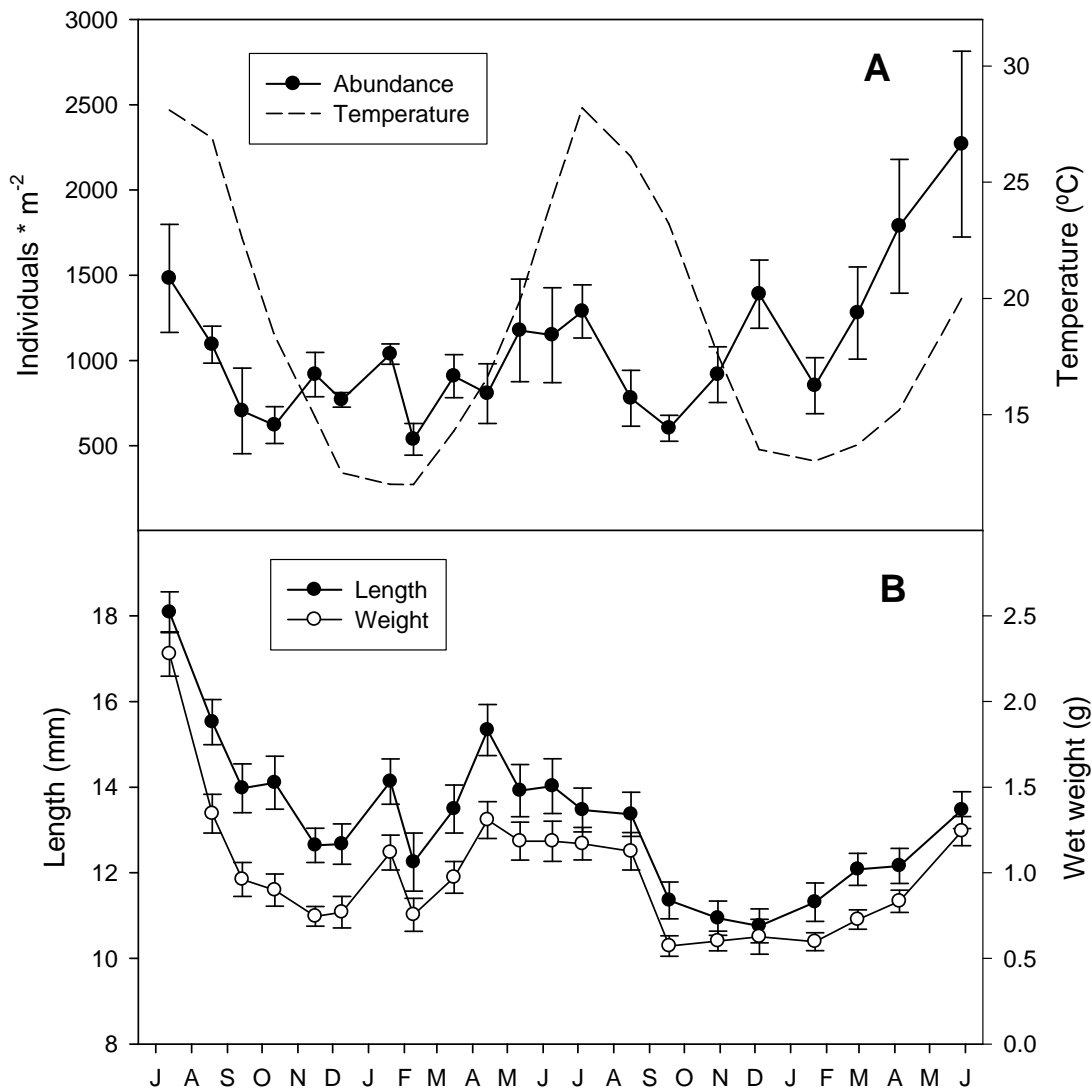 3000
2500
2000
1500
1000
500
Individuals * m-2
Abundance
Temperature
A
30
25
20
15
Temperature (ºC)
18
16
14
12
10
8
Length (mm)
Length
Weight
B
2.5
2.0
1.5
1.0
0.5
0.0
Wet weight (g)
J A S O N D J F M A M J J A S O N D J F M A M J